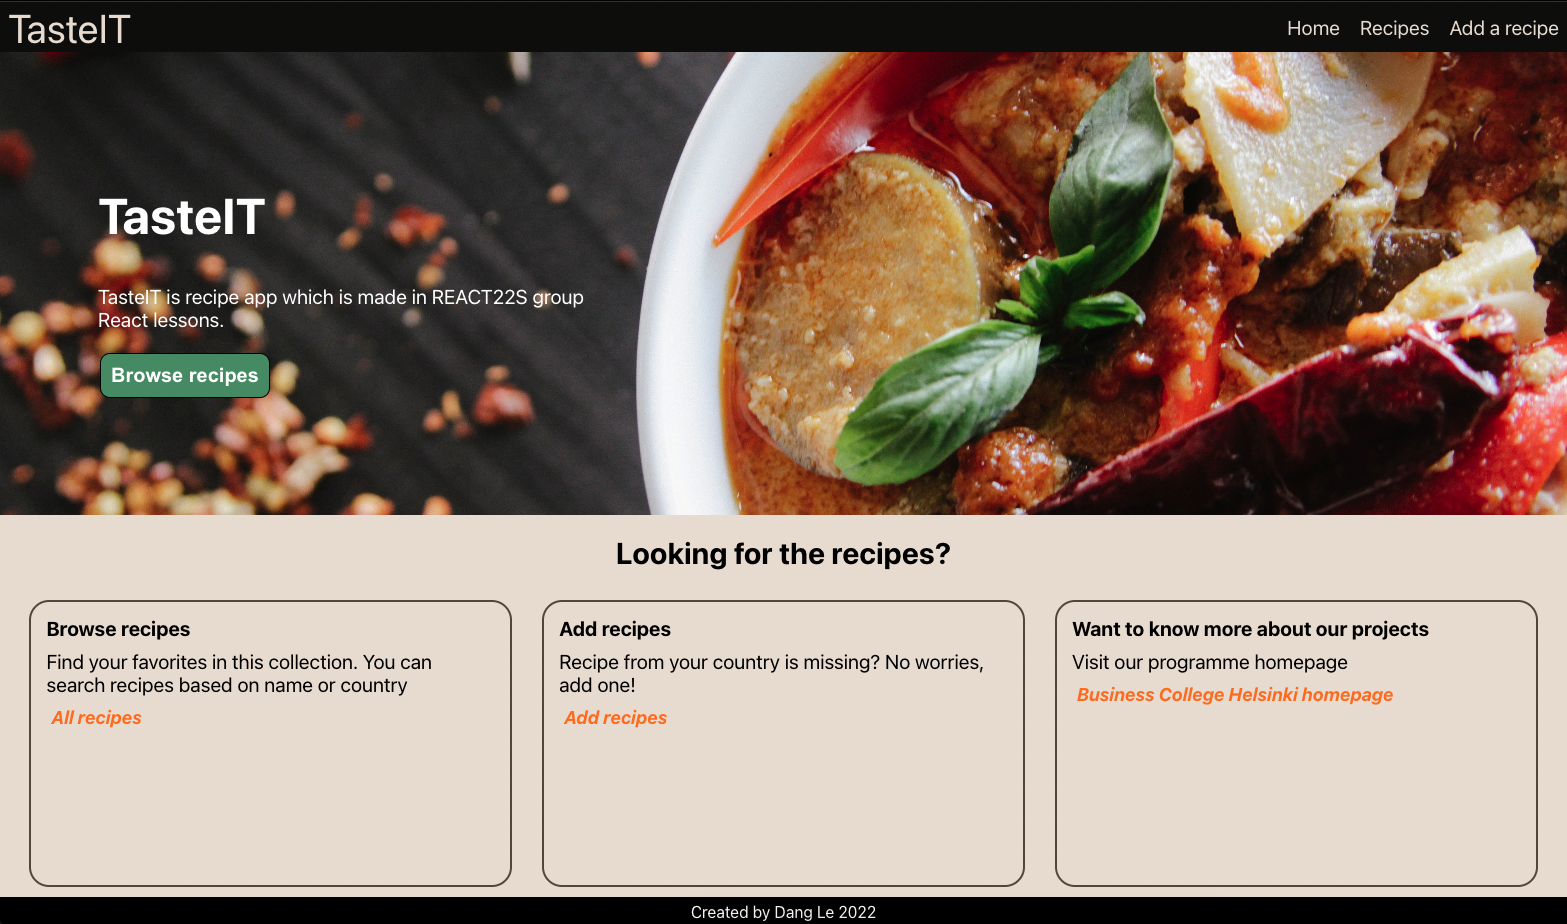 TasteIT
Home Recipes Add a recipe
TasteIT
TasteIT is recipe app which is made in REACT22S group
React lessons.
Browse recipes
Looking for the recipes?
Browse recipes
Find your favorites in this collection. You can
search recipes based on name or country
All recipes
Add recipes
Recipe from your country is missing? No worries,
add one!
Add recipes
Want to know more about our projects
Visit our programme homepage
Business College Helsinki homepage
Created by Dang Le 2022